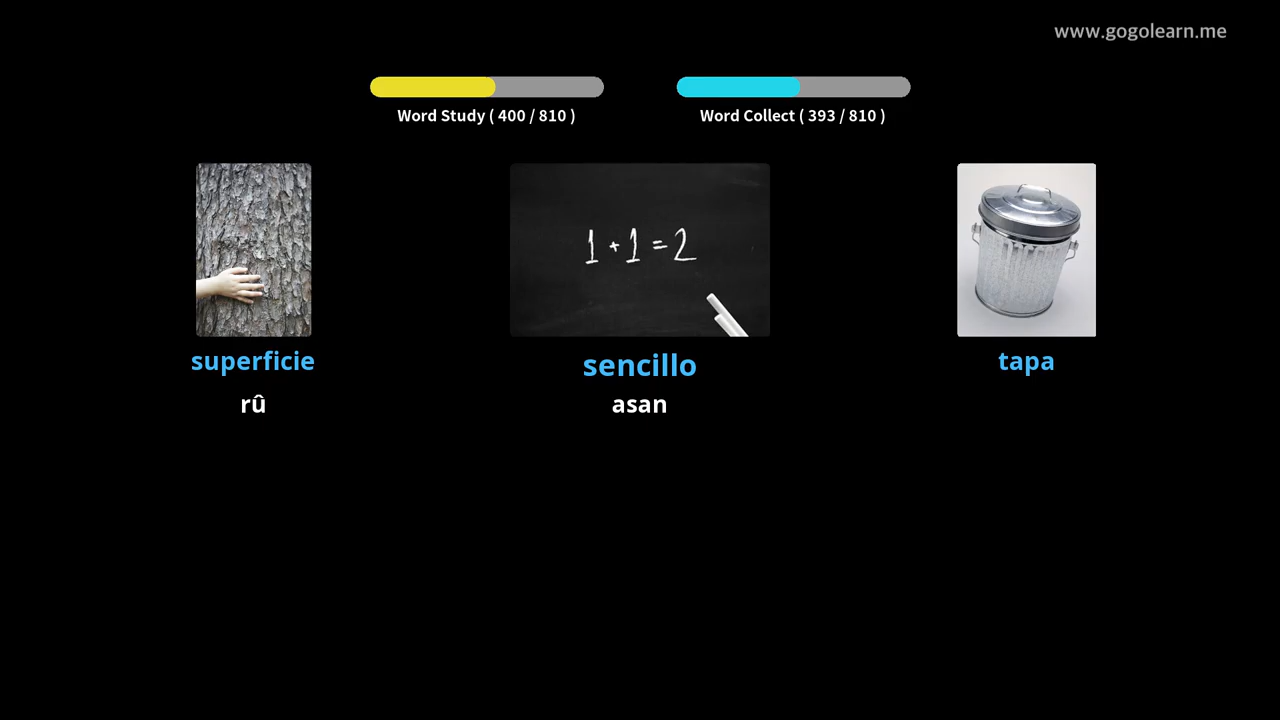 www.gogolearn.me
Word Study ( 400 / 810 )
Word Collect ( 393 / 810 )
1 + 1 = 2
superficie
sencillo
tapa
rû
asan